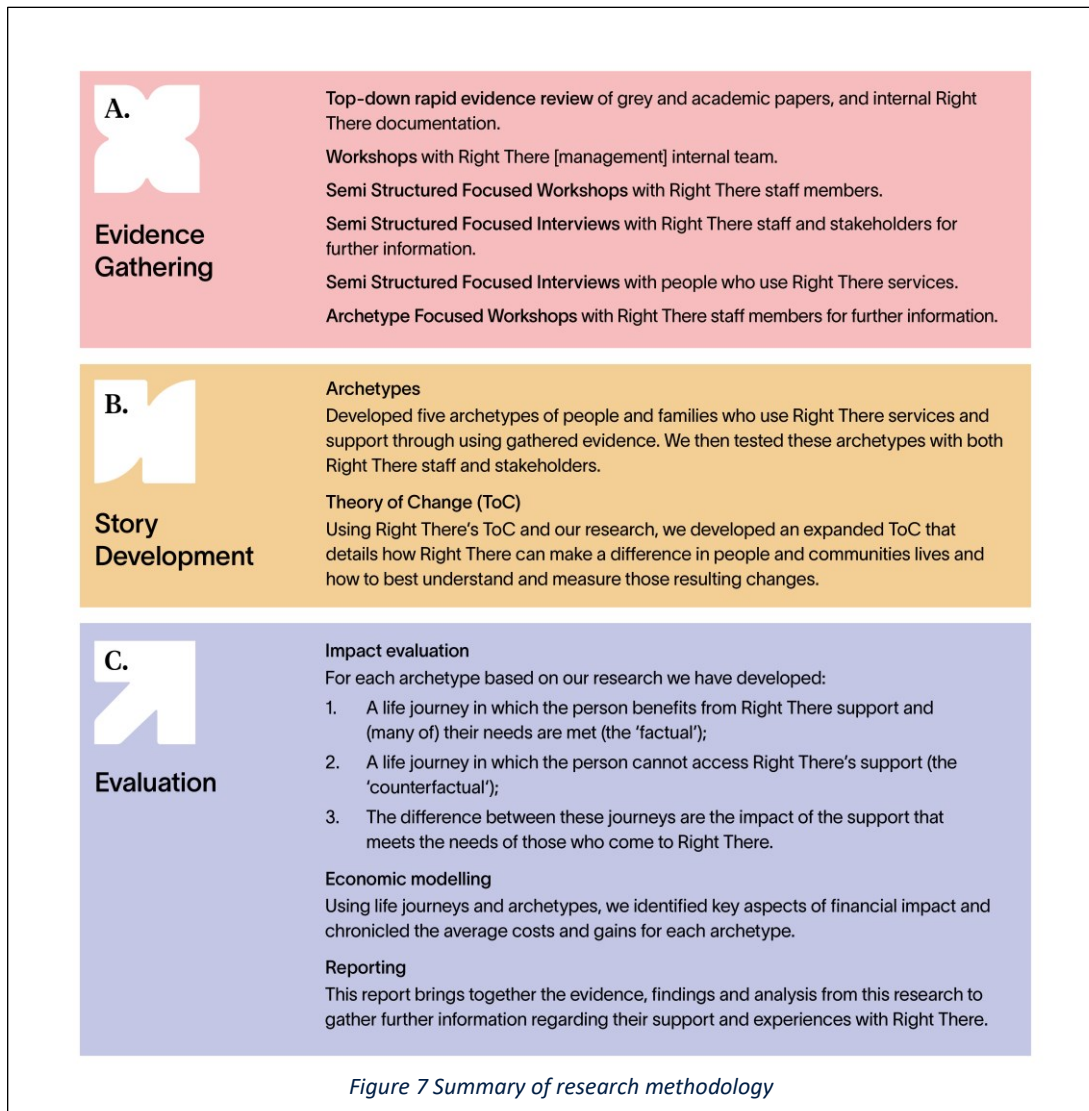 A.
Evidence
Gathering
Top-down rapid evidence review of grey and academic papers, and internal Right
There documentation.
Workshops with Right There [management] internal team.
Semi Structured Focused Workshops with Right There staff members.
Semi Structured Focused Interviews with Right There staff and stakeholders for
further information.
Semi Structured Focused Interviews with people who use Right There services.
Archetype Focused Workshops with Right There staff members for further information.
B.
Story
Development
Archetypes
Developed five archetypes of people and families who use Right There services and
support through using gathered evidence. We then tested these archetypes with both
Right There staff and stakeholders.
Theory of Change (ToC)
Using Right There's ToC and our research, we developed an expanded ToC that
details how Right There can make a difference in people and communities lives and
how to best understand and measure those resulting changes.
C.
Evaluation
Impact evaluation
For each archetype based on our research we have developed:
1. A life journey in which the person benefits from Right There support and
(many of) their needs are met (the 'factual');
2. A life journey in which the person cannot access Right There's support (the
'counterfactual');
3. The difference between these journeys are the impact of the support that
meets the needs of those who come to Right There.
Economic modelling
Using life journeys and archetypes, we identified key aspects of financial impact and
chronicled the average costs and gains for each archetype.
Reporting
This report brings together the evidence, findings and analysis from this research to
gather further information regarding their support and experiences with Right There.
Figure 7 Summary of research methodology